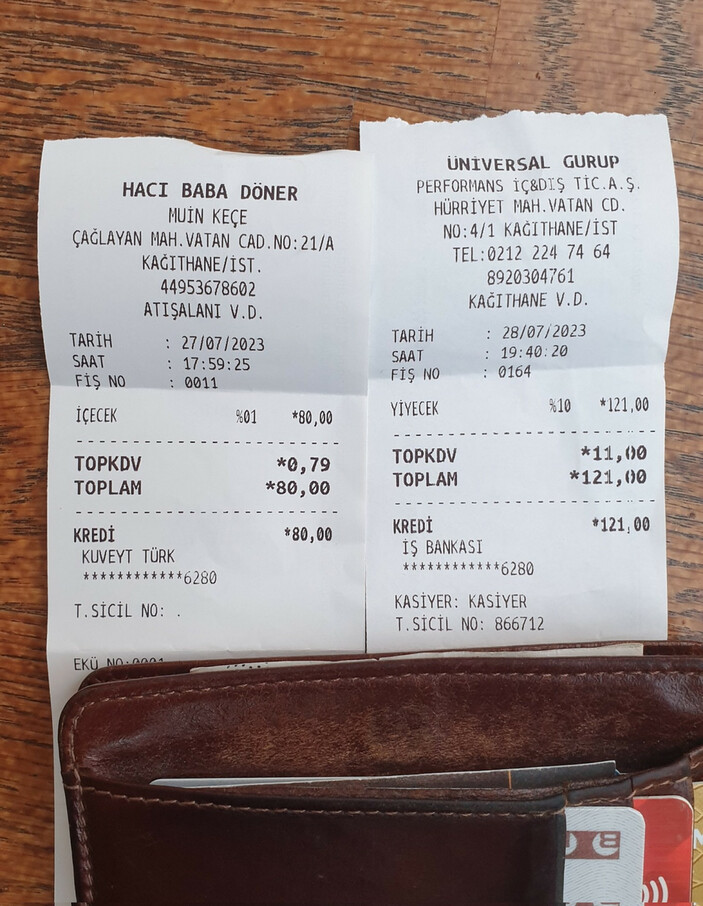 HACI BABA DÖNER
MUİN KEÇE
ÇAĞLAYAN MAH.VATAN CAD.NO:21/A
KAĞITHANE/İST.
44953678602
ATIŞALANI V.D.
TARİH : 27/07/2023
SAAT : 17:59:25
FİŞ NO : 0011
İÇECEK %01 *80,00
TOPKDV *0,79
TOPLAM *80,00
KREDİ *80,00
KUVEYT TÜRK
************6280
T.SİCİL NO: .
EKÜ NO:0001
ÜNİVERSAL GURUP
PERFORMANS İÇ&DIŞ TİC.A.Ş.
HÜRRİYET MAH.VATAN CD.
NO:4/1 KAĞITHANE/İST
TEL:0212 224 74 64
8920304761
KAĞITHANE V.D.
TARİH : 28/07/2023
SAAT : 19:40:20
FİŞ NO : 0164
YİYECEK %10 *121,00
TOPKDV *11,00
TOPLAM *121,00
KREDİ *121,00
İŞ BANKASI
************6280
KASİYER: KASİYER
T.SİCİL NO: 866712